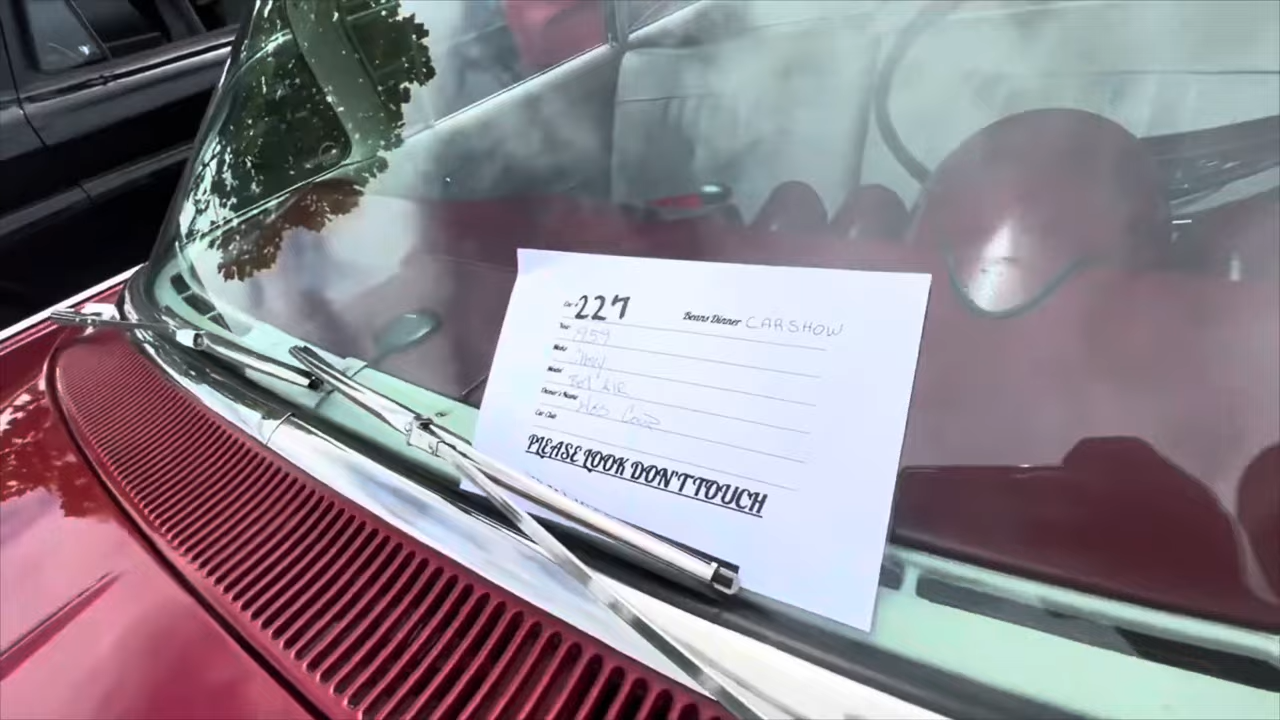 Car # 227 Beans Dinner CARSHOW
Year 1959
Make Chevy
Model Bel Air
Owner's Name
Car Club
PLEASE LOOK DON'T TOUCH